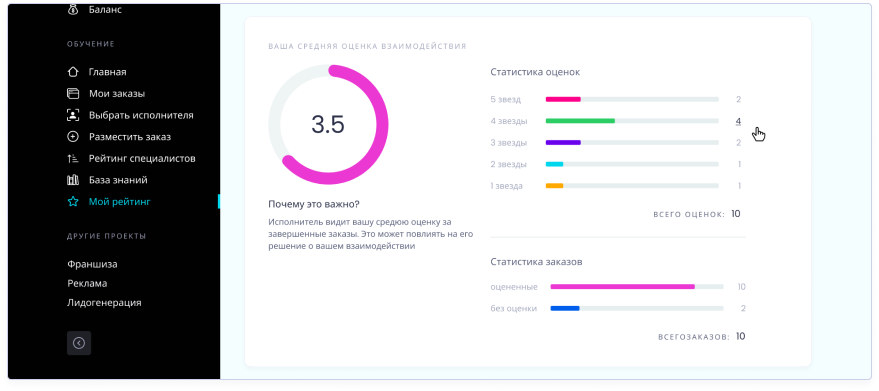 Баланс
ОБУЧЕНИЕ
Главная
Мои заказы
Выбрать исполнителя
Разместить заказ
Рейтинг специалистов
База знаний
Мой рейтинг
ДРУГИЕ ПРОЕКТЫ
Франшиза
Реклама
Лидогенерация
ВАША СРЕДНЯЯ ОЦЕНКА ВЗАИМОДЕЙСТВИЯ
3.5
Почему это важно?
Исполнитель видит вашу среднюю оценку за
завершенные заказы. Это может повлиять на его
решение о вашем взаимодействии
Статистика оценок
5 звезд 2
4 звезды 4
3 звезды 2
2 звезды 1
1 звезда 1
ВСЕГО ОЦЕНОК: 10
Статистика заказов
оцененные 10
без оценки 2
ВСЕГОЗАКАЗОВ: 10